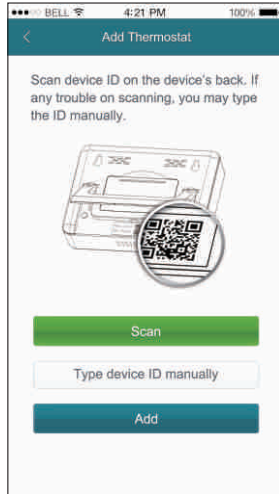 BELL 4:21 PM 100%
Add Thermostat
Scan device ID on the device's back. If
any trouble on scanning, you may type
the ID manually.
Scan
Type device ID manually
Add